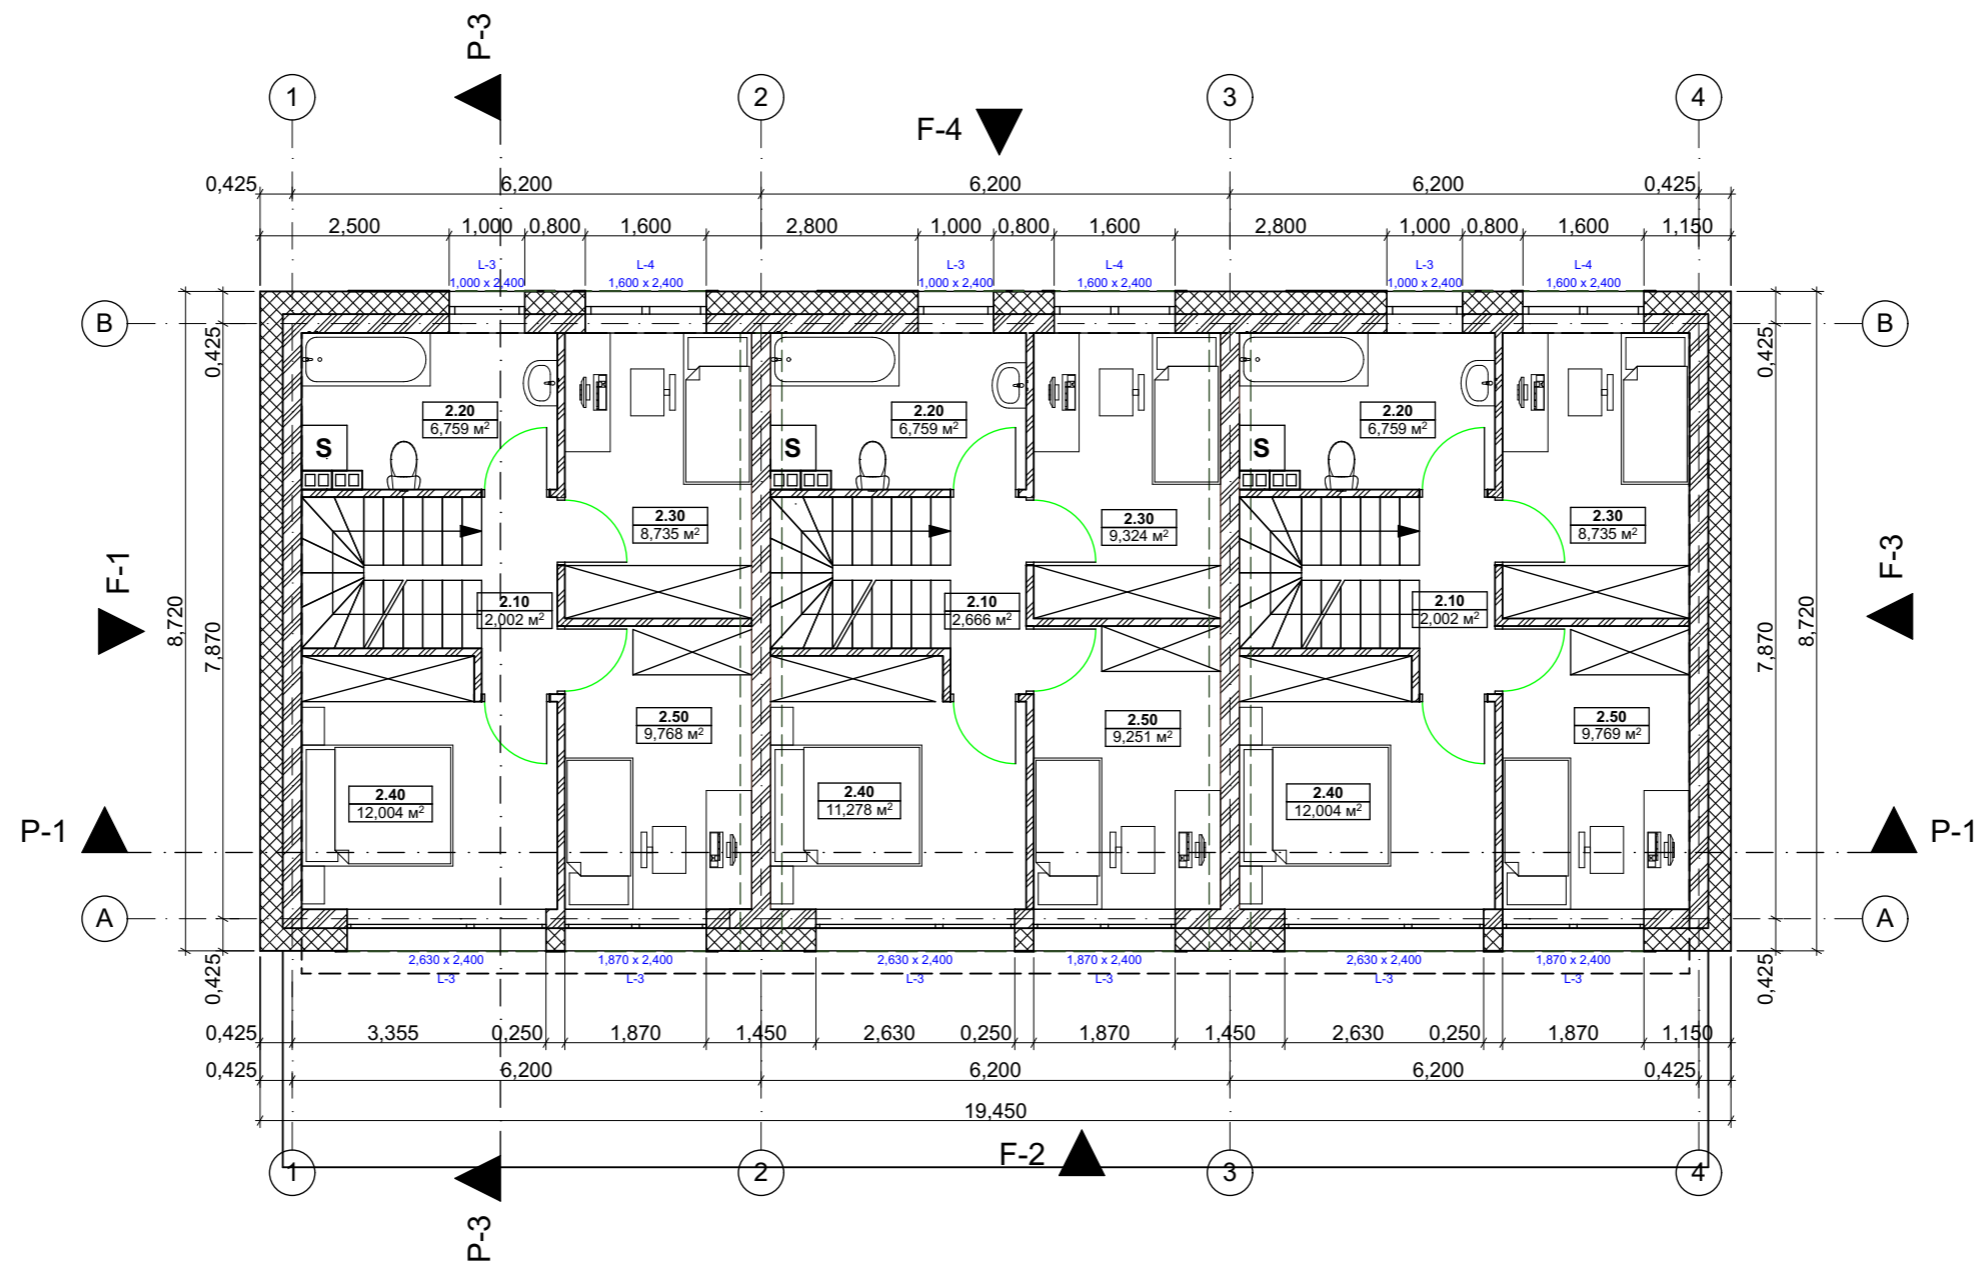 P-3
1 2 3 4
F-4
0,425 6,200 6,200 6,200 0,425
2,500 1,000 0,800 1,600 2,800 1,000 0,800 1,600 2,800 1,000 0,800 1,600 1,150
L-3 L-4 L-3 L-4 L-3 L-4
1,000 x 2,400 1,600 x 2,400 1,000 x 2,400 1,600 x 2,400 1,000 x 2,400 1,600 x 2,400
B B
0,425 0,425
2.20 2.20 2.20
6,759 м² 6,759 м² 6,759 м²
S S S
2.30 2.30 2.30
8,735 м² 9,324 м² 8,735 м²
F-1 F-3
8,720 7,870 7,870 8,720
2.10 2.10 2.10
2,002 м² 2,666 м² 2,002 м²
2.50 2.50 2.50
9,768 м² 9,251 м² 9,769 м²
2.40 2.40 2.40
12,004 м² 11,278 м² 12,004 м²
P-1 P-1
A A
0,425 0,425
2,630 x 2,400 1,870 x 2,400 2,630 x 2,400 1,870 x 2,400 2,630 x 2,400 1,870 x 2,400
L-3 L-3 L-3 L-3 L-3 L-3
0,425 3,355 0,250 1,870 1,450 2,630 0,250 1,870 1,450 2,630 0,250 1,870 1,150
0,425 6,200 6,200 6,200 0,425
19,450
F-2
1 2 3 4
P-3